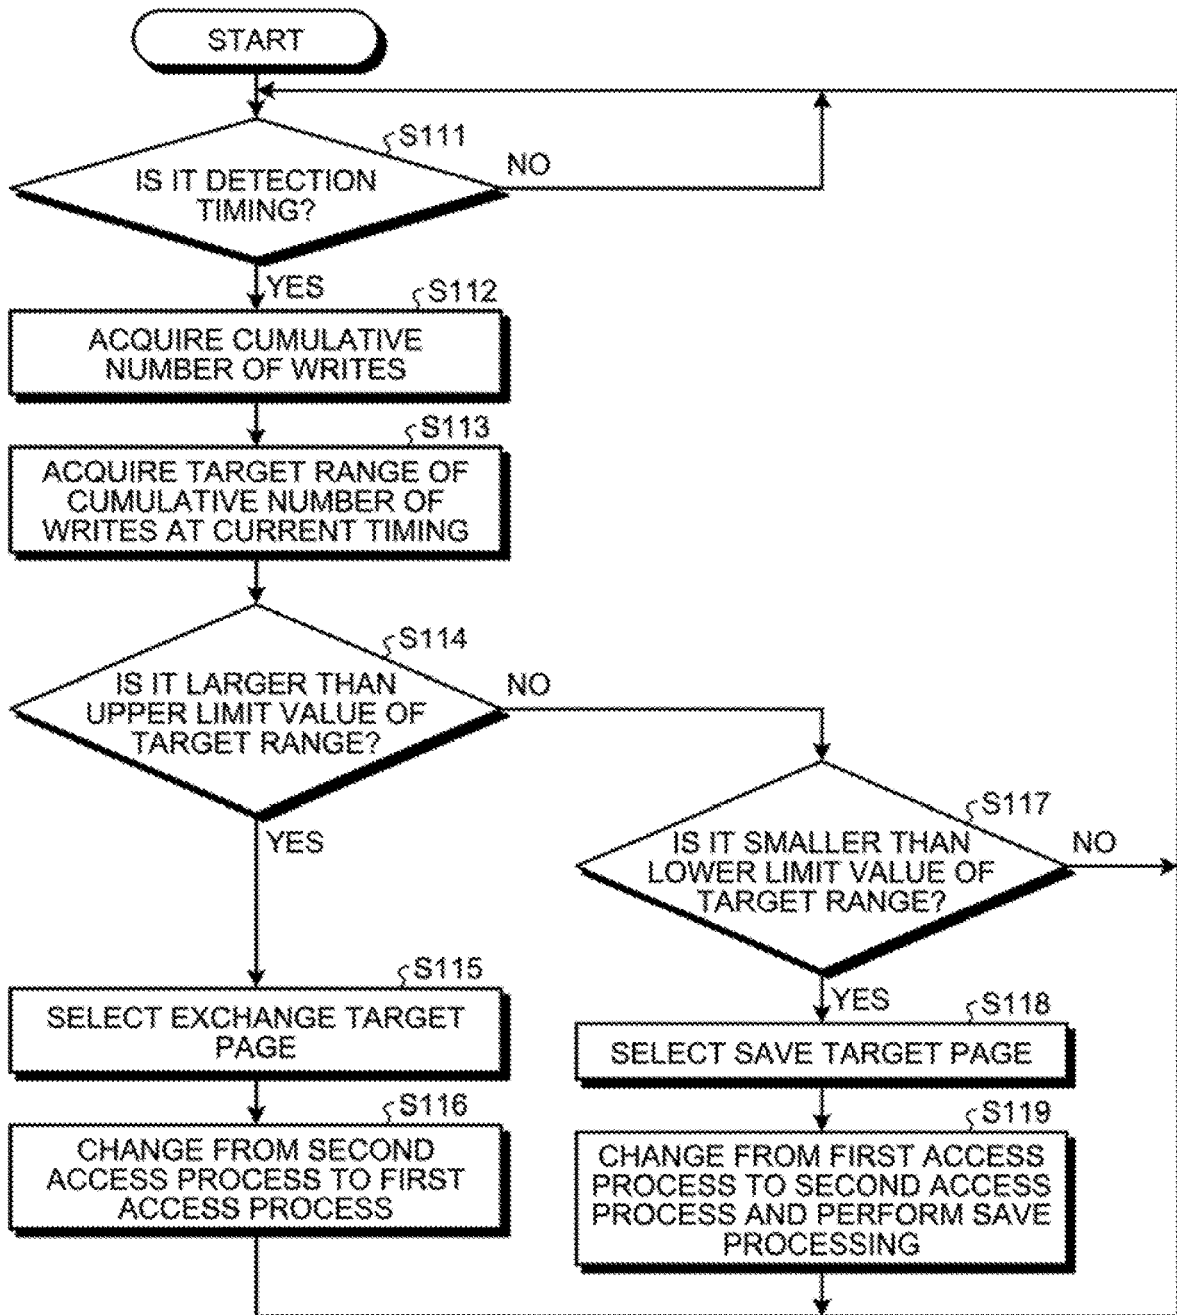 START
S111
IS IT DETECTION
TIMING?
NO
YES
S112
ACQUIRE CUMULATIVE
NUMBER OF WRITES
S113
ACQUIRE TARGET RANGE OF
CUMULATIVE NUMBER OF
WRITES AT CURRENT TIMING
S114
IS IT LARGER THAN
UPPER LIMIT VALUE OF
TARGET RANGE?
NO
YES
S117
IS IT SMALLER THAN
LOWER LIMIT VALUE OF
TARGET RANGE?
NO
YES
S115
SELECT EXCHANGE TARGET
PAGE
S116
CHANGE FROM SECOND
ACCESS PROCESS TO FIRST
ACCESS PROCESS
S118
SELECT SAVE TARGET PAGE
S119
CHANGE FROM FIRST ACCESS
PROCESS TO SECOND ACCESS
PROCESS AND PERFORM SAVE
PROCESSING